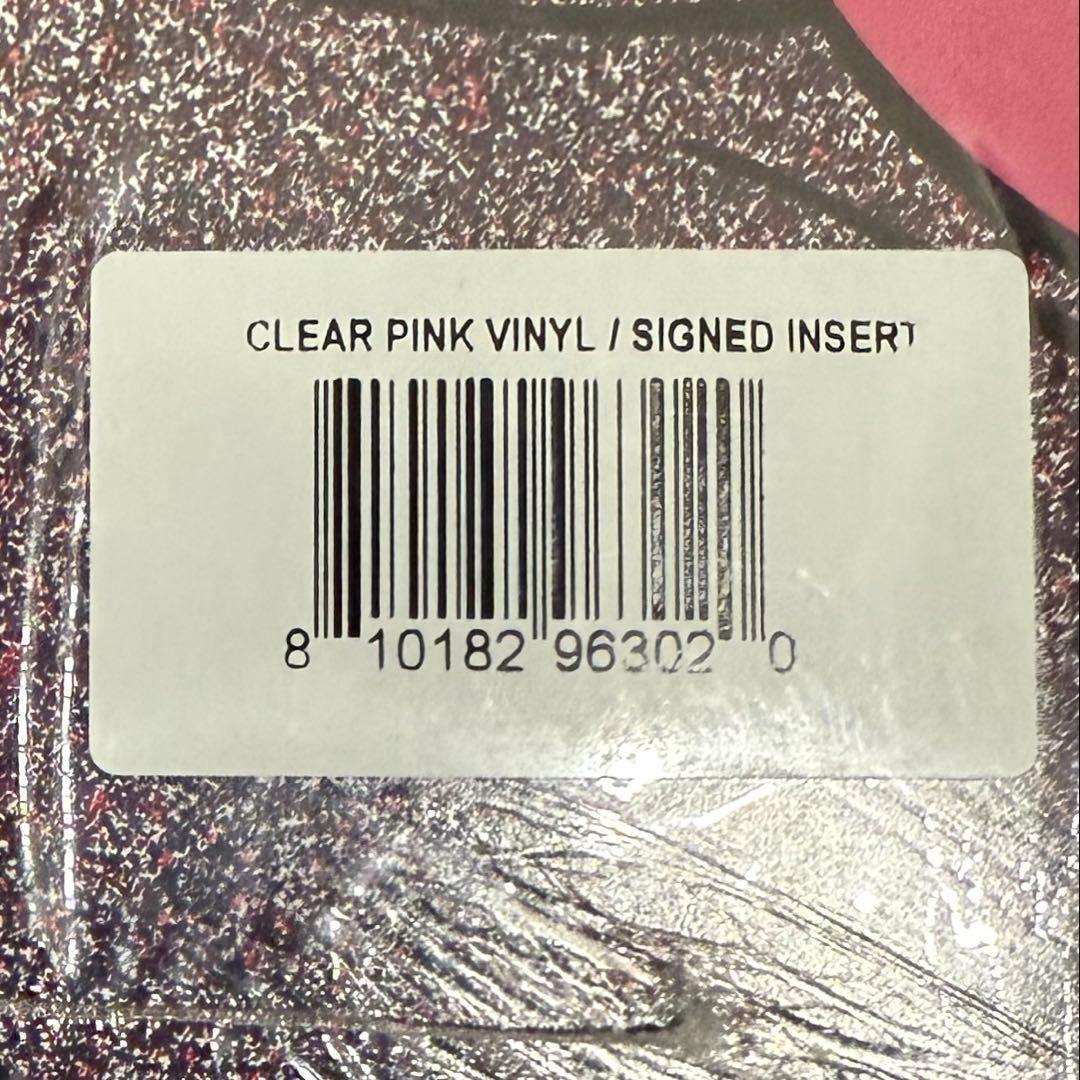 CLEAR PINK VINYL / SIGNED INSERT
8 10182 96302 0